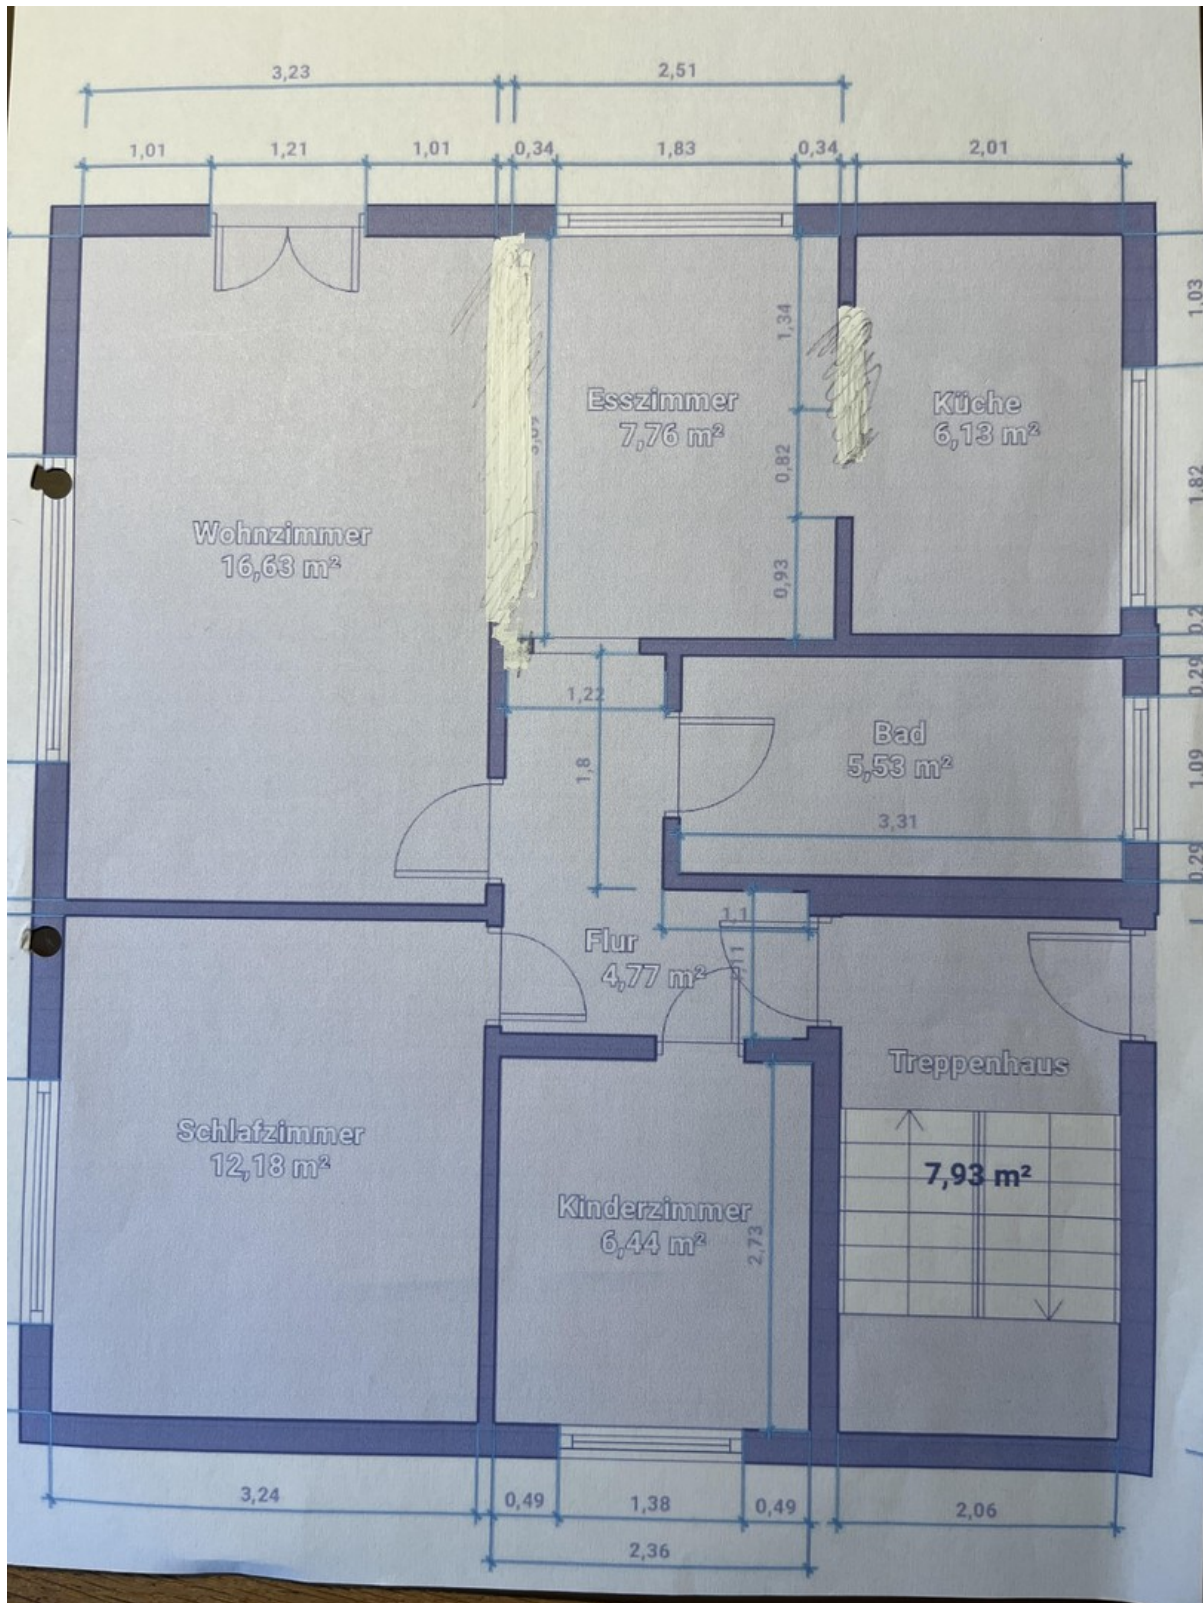 3,23
2,51
1,01
1,21
1,01
0,34
1,83
0,34
2,01
1,03
1,34
Esszimmer
7,76 m²
Küche
6,13 m²
0,82
1,82
Wohnzimmer
16,63 m²
0,93
1,22
0,29
Bad
5,53 m²
1,8
1,09
3,31
0,29
1,1
Flur
4,77 m²
Treppenhaus
Schlafzimmer
12,18 m²
7,93 m²
Kinderzimmer
6,44 m²
2,73
3,24
0,49
1,38
0,49
2,06
2,36